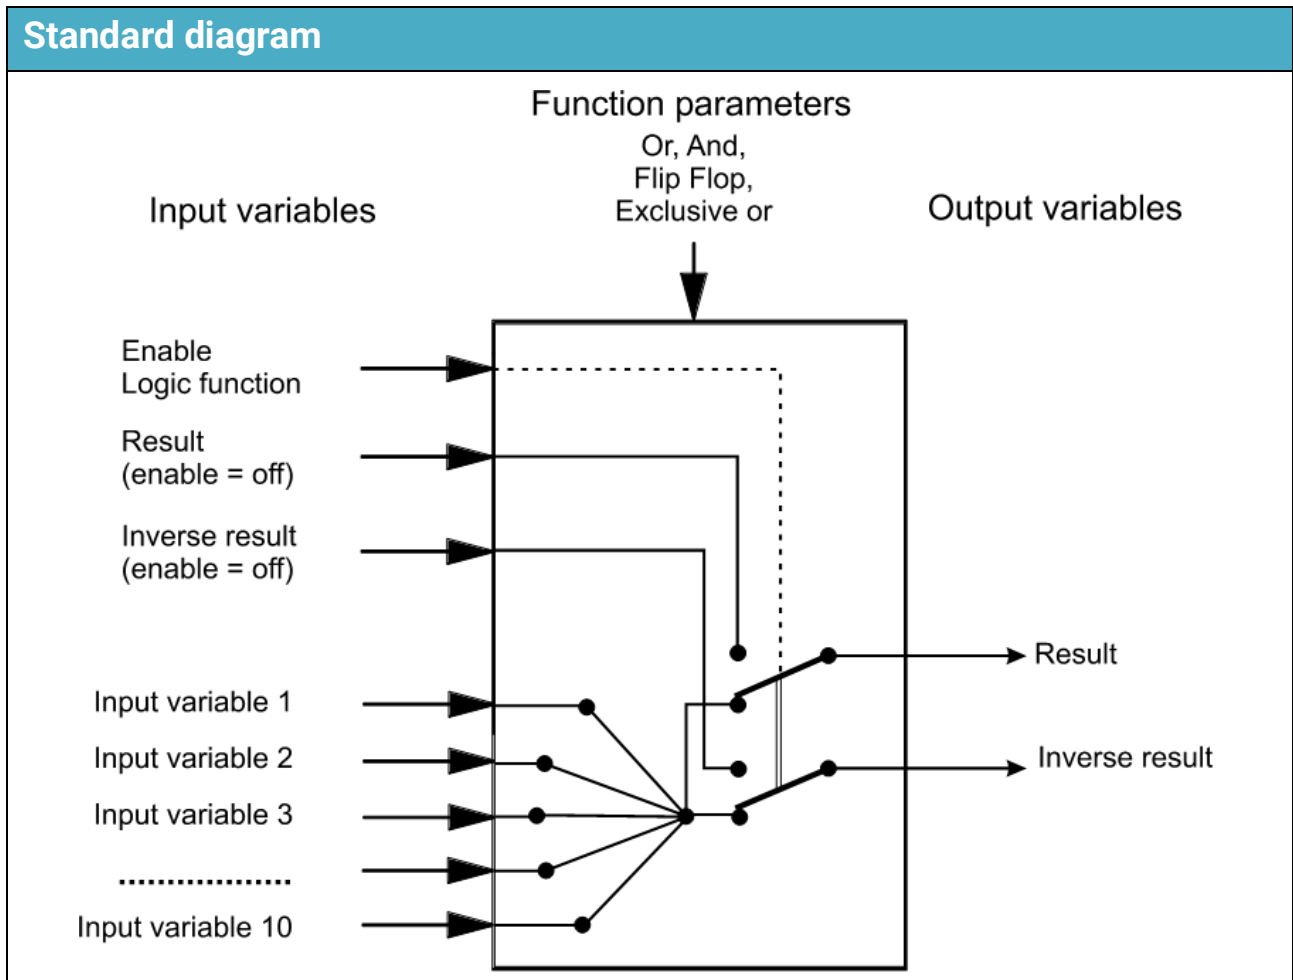 Standard diagram
Function parameters
Or, And,
Flip Flop,
Exclusive or
Input variables
Output variables
Enable
Logic function
Result
(enable = off)
Inverse result
(enable = off)
Result
Input variable 1
Input variable 2
Inverse result
Input variable 3
Input variable 10